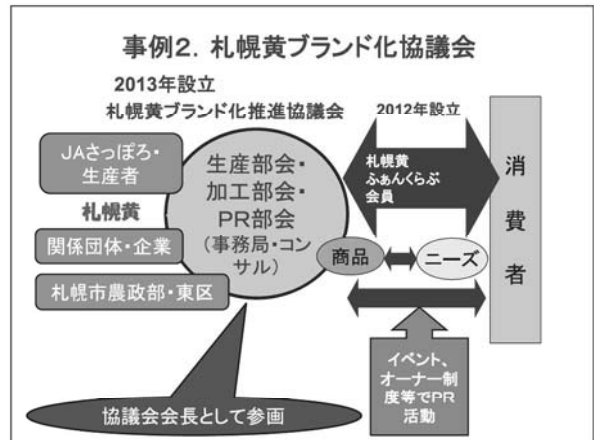 事例2. 札幌黄ブランド化協議会
2013年設立
札幌黄ブランド化推進協議会
2012年設立
JAさっぽろ・
生産者
札幌黄
関係団体・企業
札幌市農政部・東区
生産部会・
加工部会・
PR部会
(事務局・コン
サル)
札幌黄
ふぁんくらぶ
会員
商品
ニーズ
消
費
者
イベント、
オーナー制
度等でPR
活動
協議会会長として参画